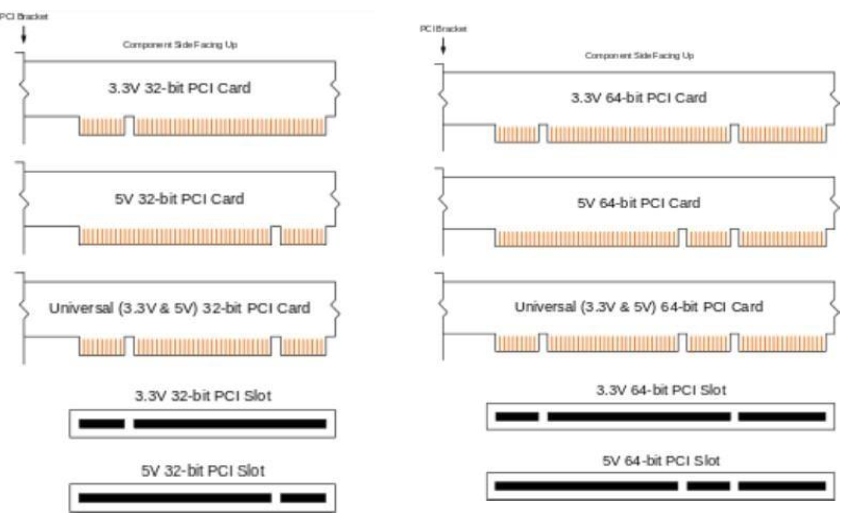 PCI Bracket
Component Side Facing Up
3.3V 32-bit PCI Card
5V 32-bit PCI Card
Universal (3.3V & 5V) 32-bit PCI Card
3.3V 32-bit PCI Slot
5V 32-bit PCI Slot
PCI Bracket
Component Side Facing Up
3.3V 64-bit PCI Card
5V 64-bit PCI Card
Universal (3.3V & 5V) 64-bit PCI Card
3.3V 64-bit PCI Slot
5V 64-bit PCI Slot